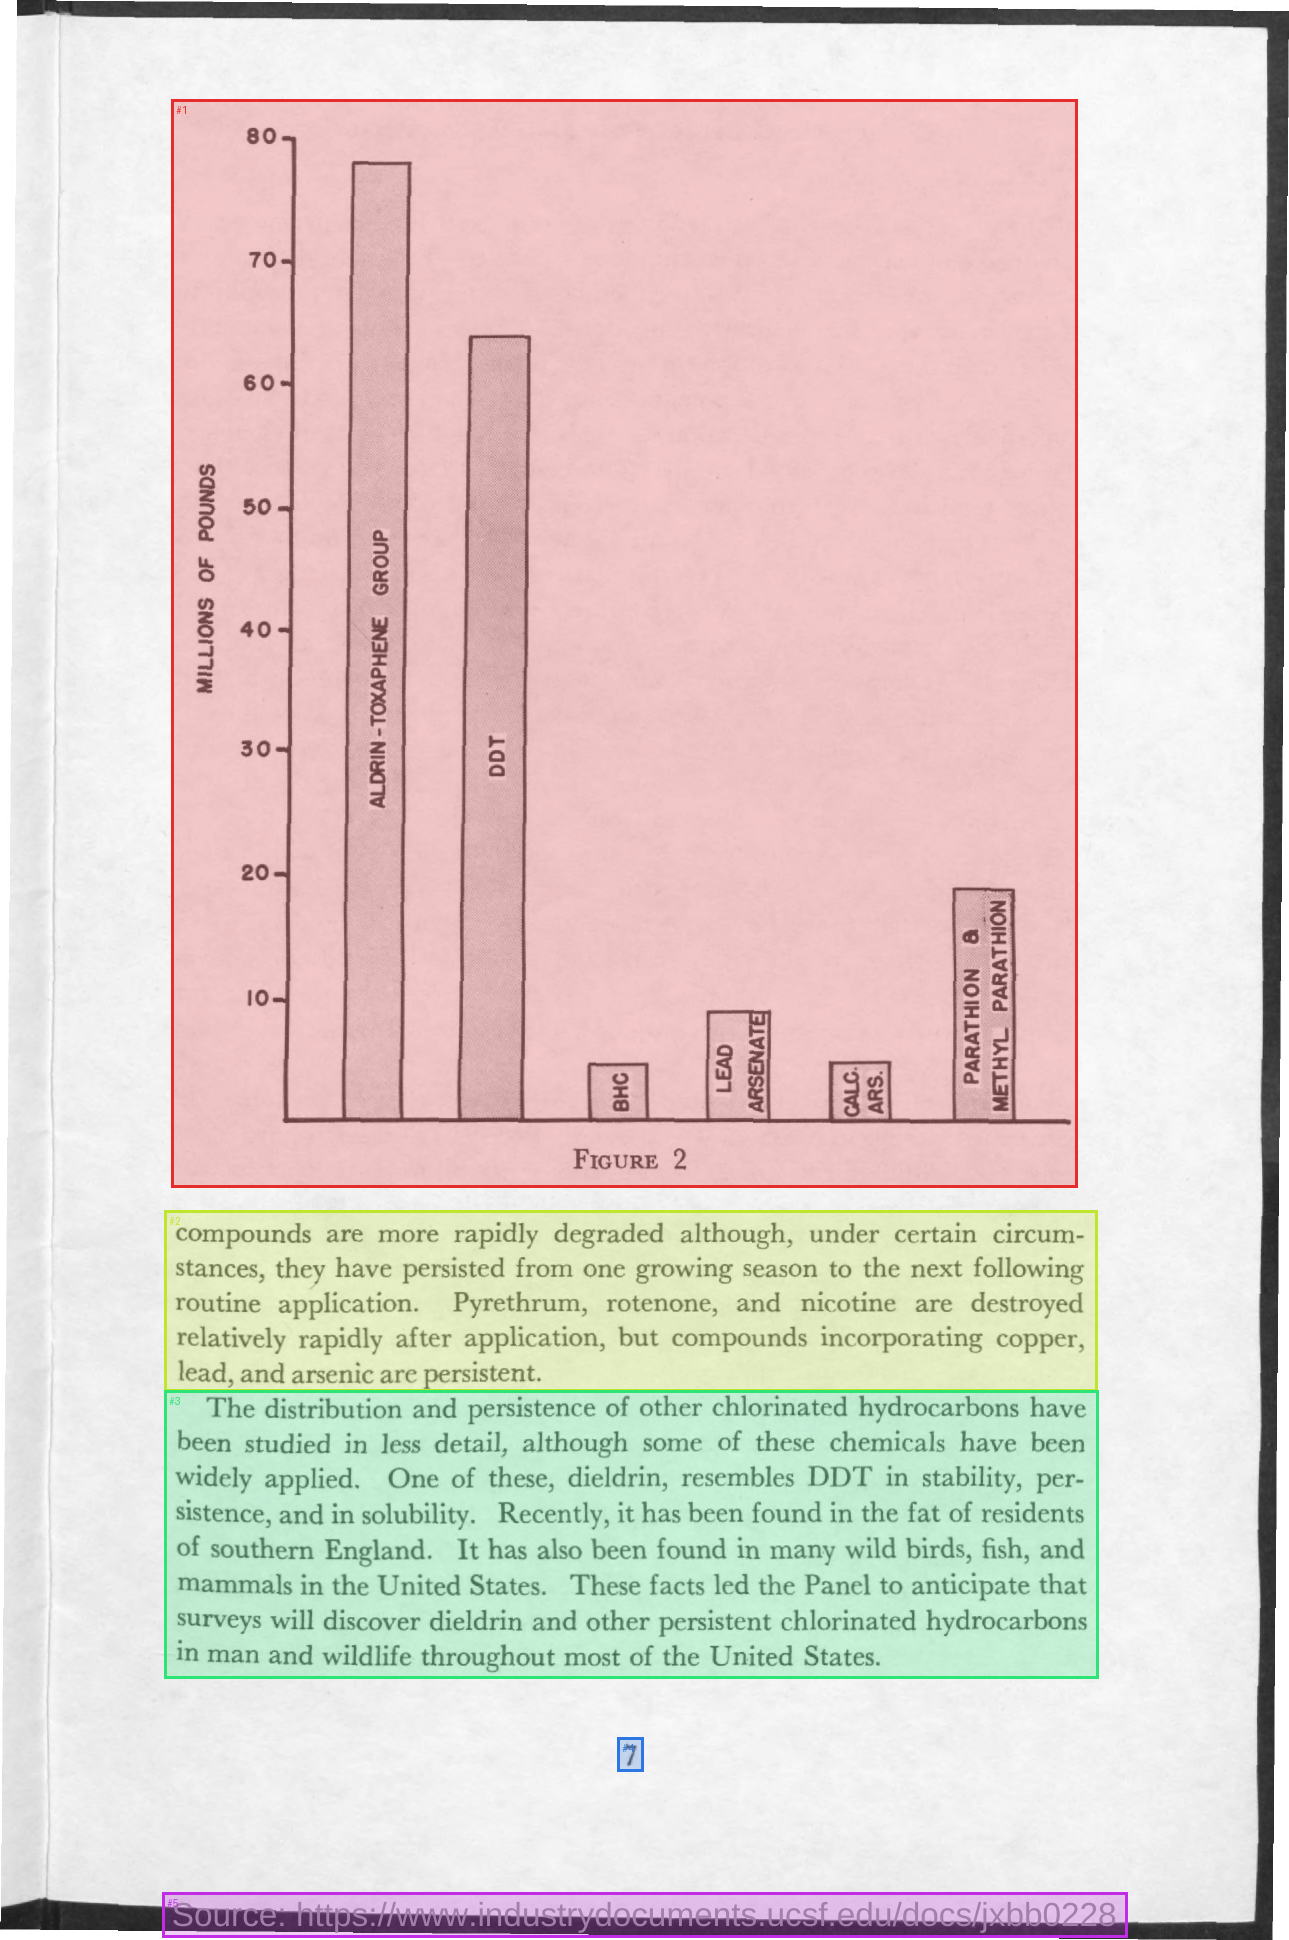 80
70
60
50
40
30
20
10
MILLIONS OF POUNDS
ALDRIN-TOXAPHENE GROUP
DDT
BHC
LEAD
ARSENATE
CALC.
ARS.
PARATHION &
METHYL PARATHION
FIGURE 2
compounds are more rapidly degraded although, under certain circum-
stances, they have persisted from one growing season to the next following
routine application. Pyrethrum, rotenone, and nicotine are destroyed
relatively rapidly after application, but compounds incorporating copper,
lead, and arsenic are persistent.
The distribution and persistence of other chlorinated hydrocarbons have
been studied in less detail, although some of these chemicals have been
widely applied. One of these, dieldrin, resembles DDT in stability, per-
sistence, and in solubility. Recently, it has been found in the fat of residents
of southern England. It has also been found in many wild birds, fish, and
mammals in the United States. These facts led the Panel to anticipate that
surveys will discover dieldrin and other persistent chlorinated hydrocarbons
in man and wildlife throughout most of the United States.
7
Source: https://www.industrydocuments.ucsf.edu/docs/jxbb0228
#1
#2
#3
#5